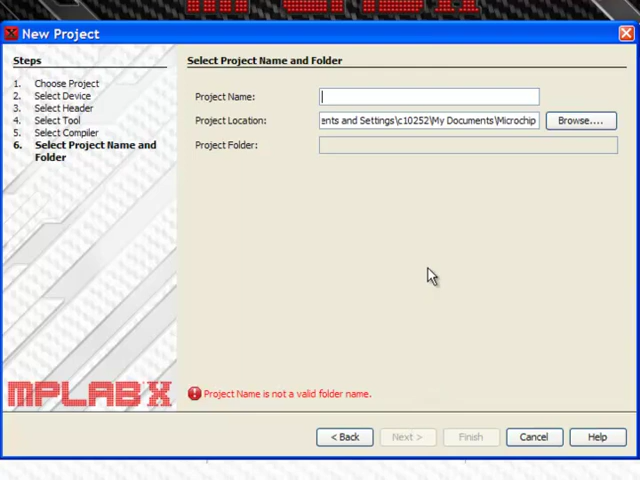 New Project
Steps
1. Choose Project
2. Select Device
3. Select Header
4. Select Tool
5. Select Compiler
6. Select Project Name and
Folder
Select Project Name and Folder
Project Name:
Project Location: ents and Settings\c10252\My Documents\Microchip Browse....
Project Folder:
MPLAB X
Project Name is not a valid folder name.
< Back Next > Finish Cancel Help